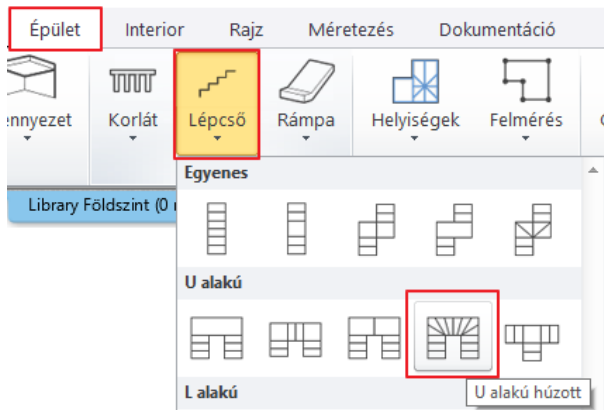 Épület Interior Rajz Méretezés Dokumentáció
ennyezet Korlát Lépcső Rámpa Helyiségek Felmérés
Egyenes
Library Földszint (0
U alakú
L alakú
U alakú húzott